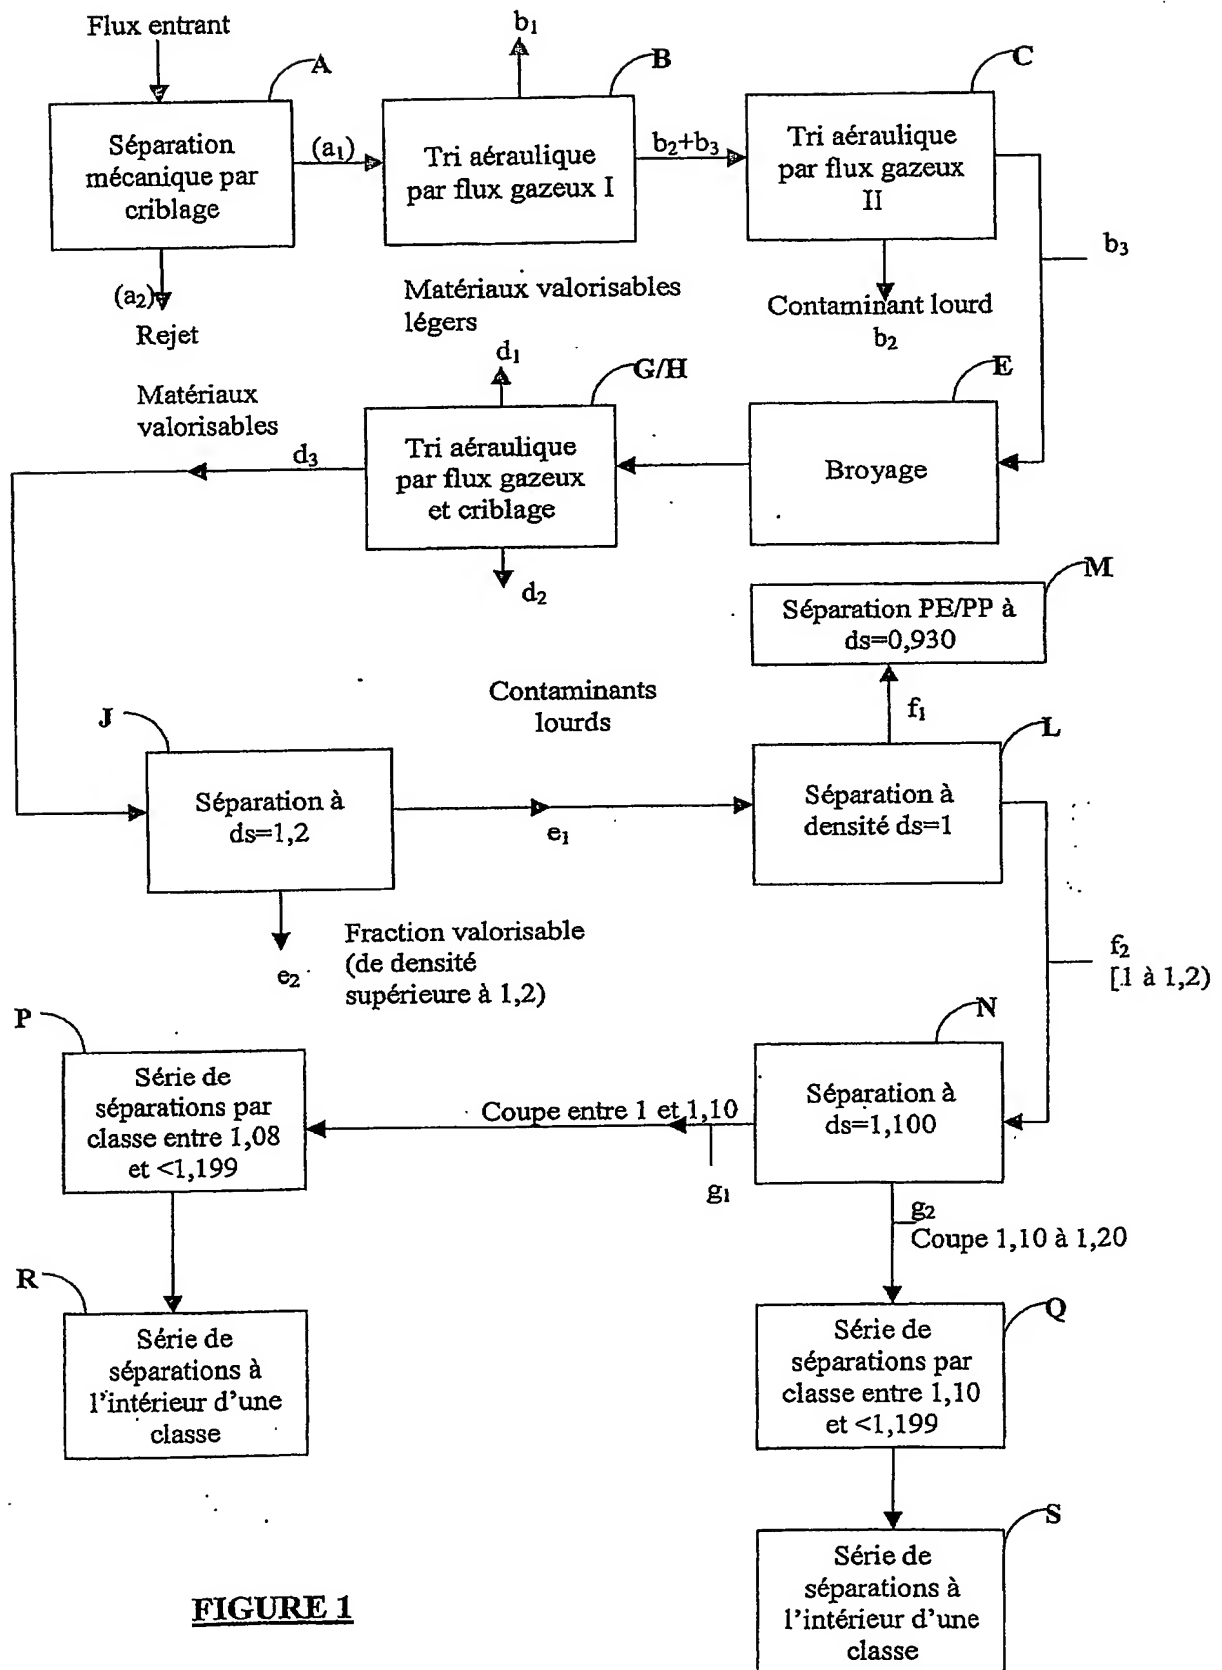 Flux entrant
A
Séparation
mécanique par
criblage
(a1)
(a2)
Rejet
b1
B
Tri aéraulique
par flux gazeux I
b2+b3
C
Tri aéraulique
par flux gazeux
II
b3
Contaminant lourd
b2
Matériaux valorisables
légers
d1
G/H
Tri aéraulique
par flux gazeux
et criblage
d2
E
Broyage
Matériaux
valorisables
d3
M
Séparation PE/PP à
ds=0,930
f1
Contaminants
lourds
J
Séparation à
ds=1,2
e1
L
Séparation à
densité ds=1
e2
Fraction valorisable
(de densité
supérieure à 1,2)
f2
[1 à 1,2)
P
Série de
séparations par
classe entre 1,08
et <1,199
Coupe entre 1 et 1,10
g1
N
Séparation à
ds=1,100
g2
Coupe 1,10 à 1,20
R
Série de
séparations à
l'intérieur d'une
classe
Q
Série de
séparations par
classe entre 1,10
et <1,199
S
Série de
séparations à
l'intérieur d'une
classe
FIGURE 1